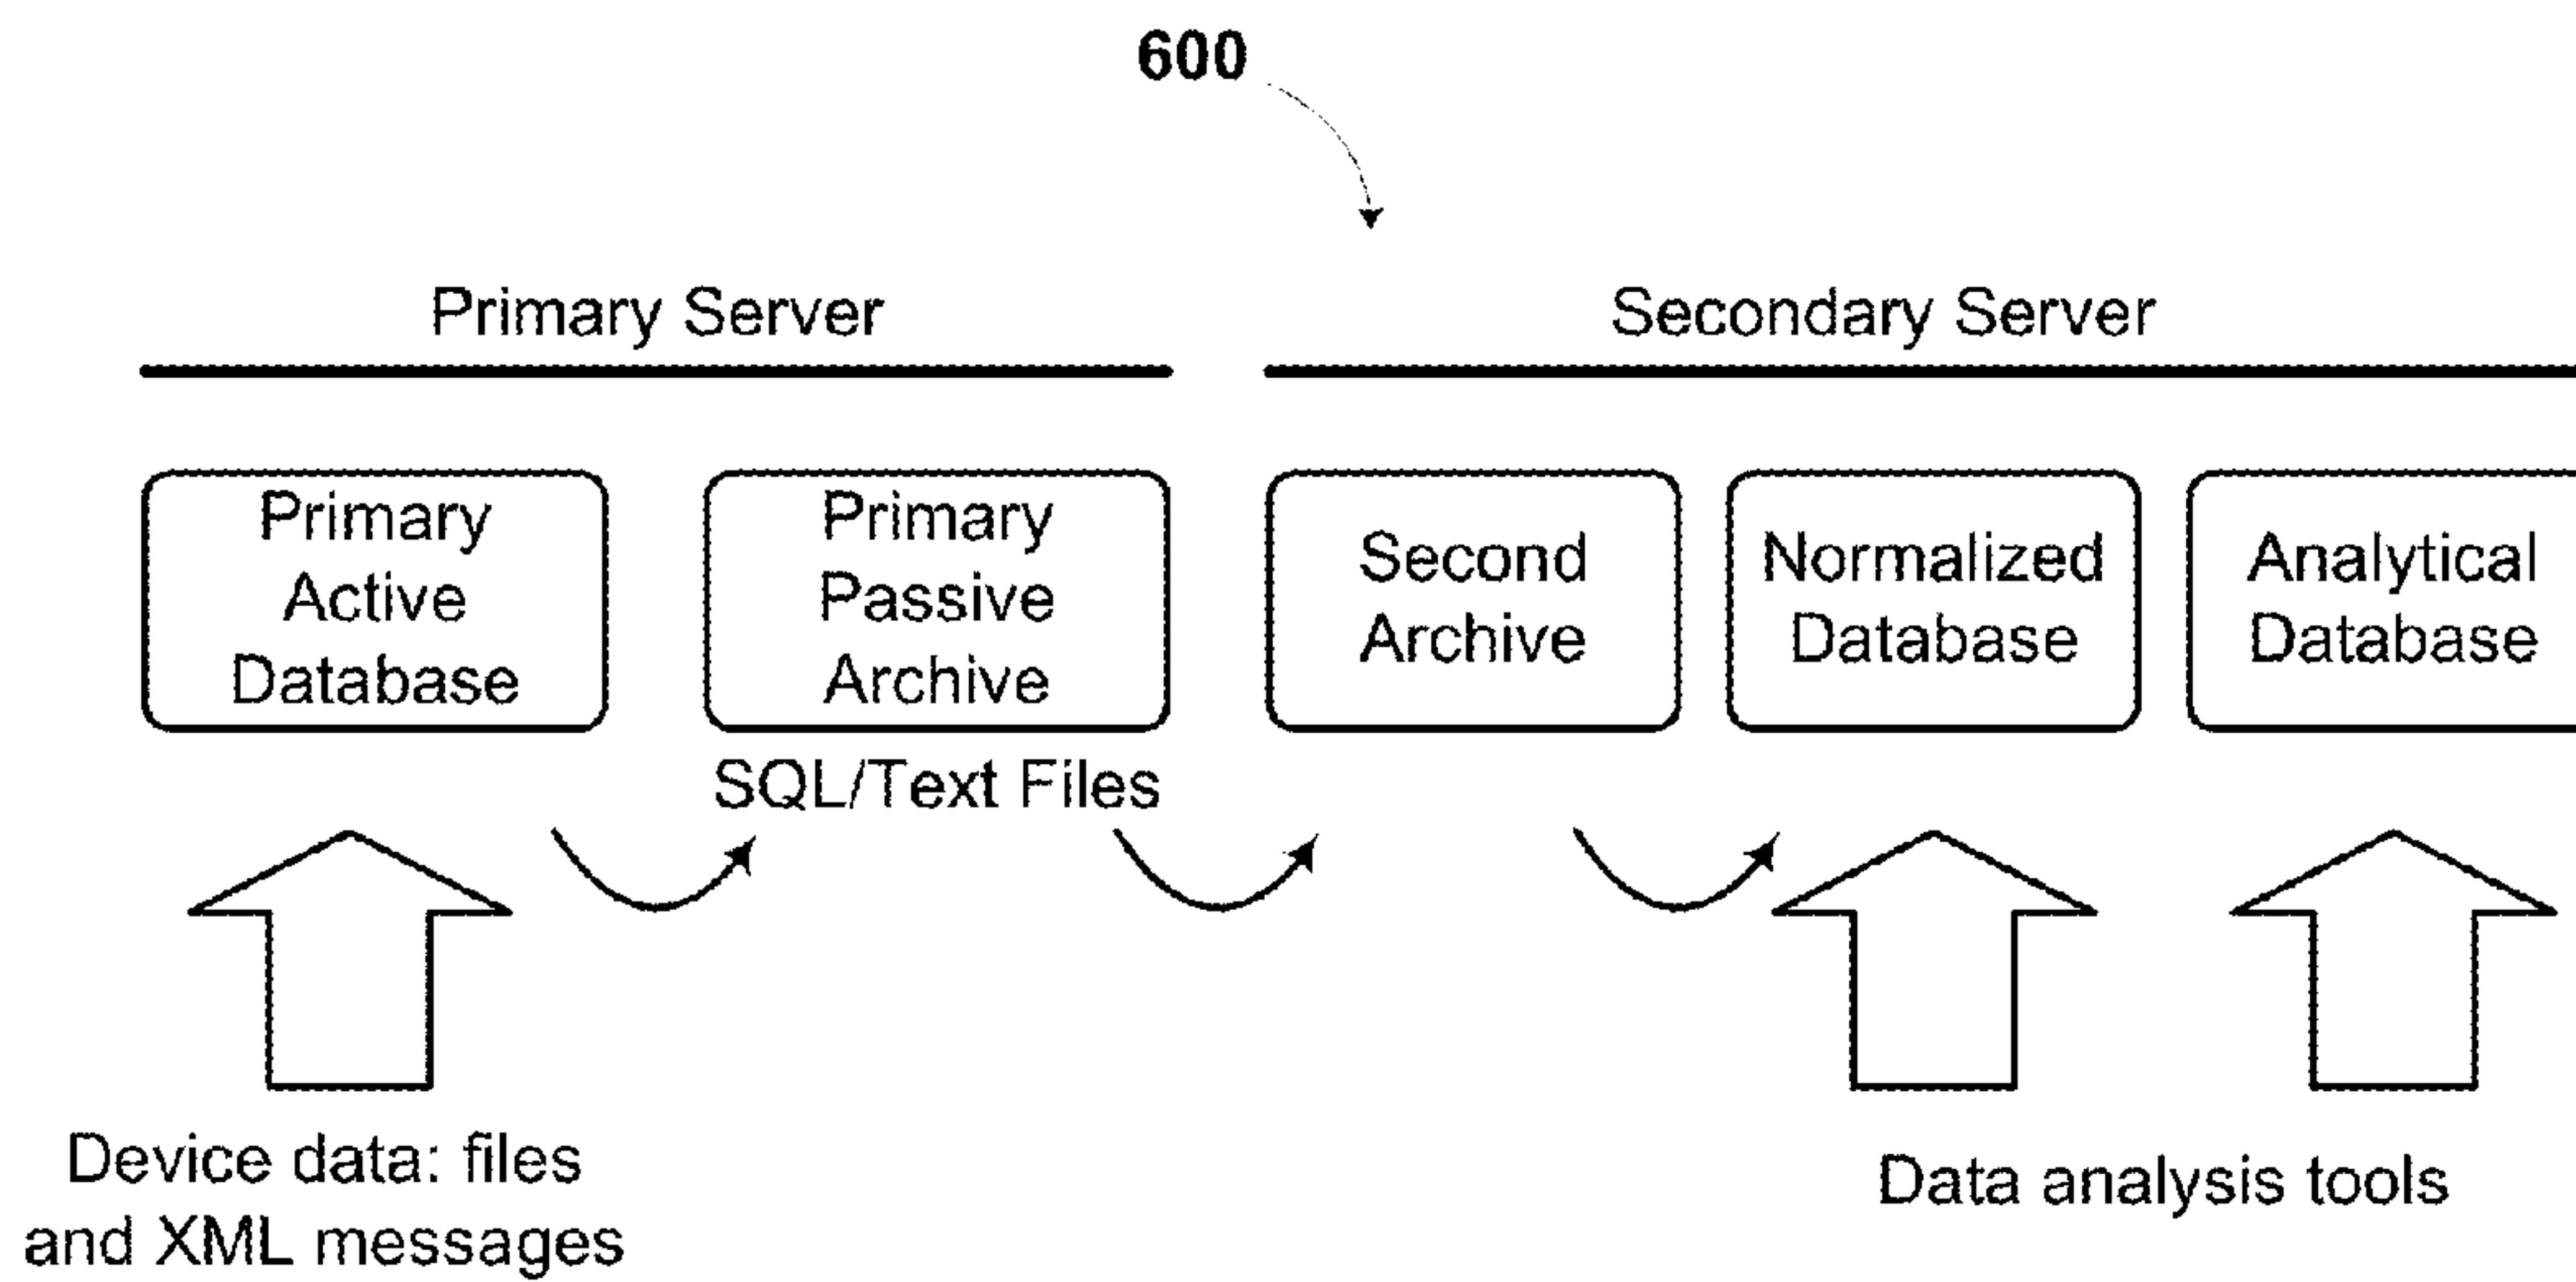 600
Primary Server
Secondary Server
Primary
Active
Database
Primary
Passive
Archive
Second
Archive
Normalized
Database
Analytical
Database
SQL/Text Files
Device data: files
and XML messages
Data analysis tools